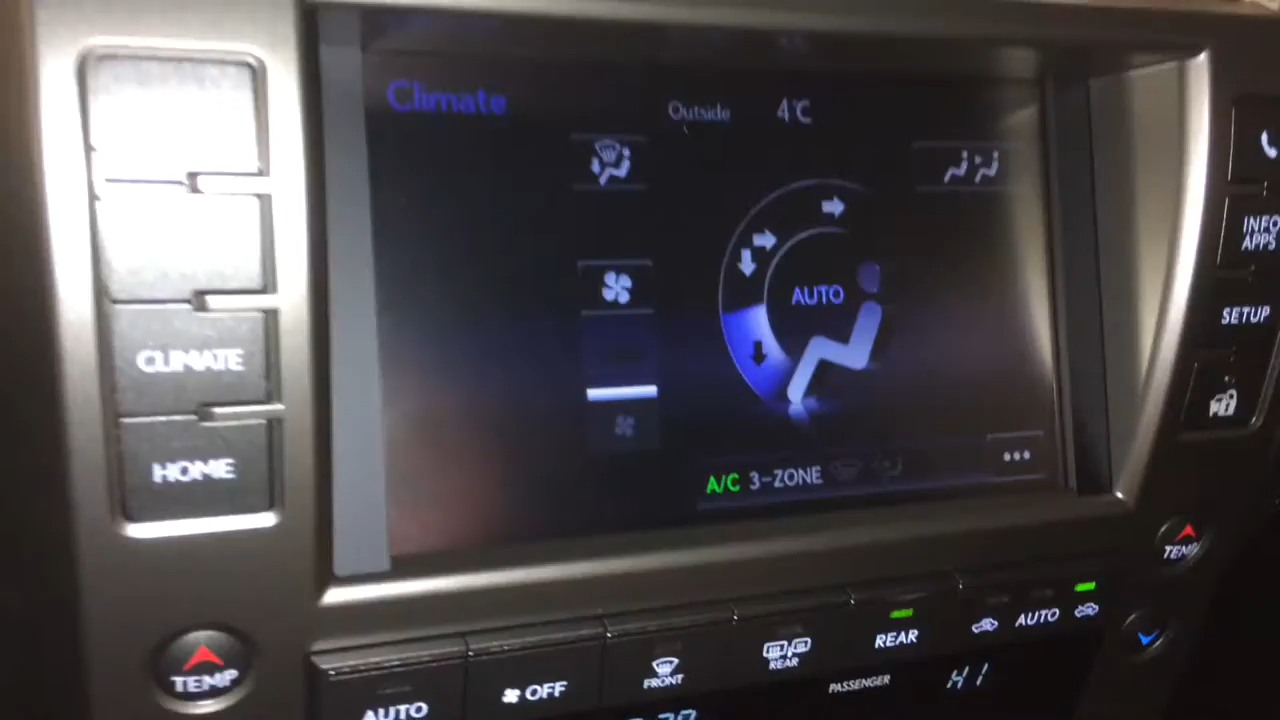 Climate
Outside 4°C
INFO
APPS
AUTO
SETUP
CLIMATE
HOME
A/C 3-ZONE
TEMP
TEMP
AUTO
OFF
FRONT
REAR
REAR
AUTO
PASSENGER HI